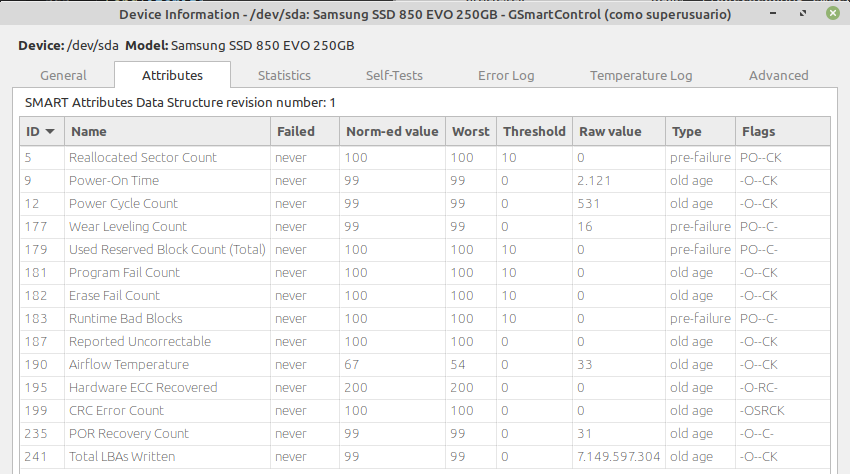 Device Information - /dev/sda: Samsung SSD 850 EVO 250GB - GSmartControl (como superusuario)
Device: /dev/sda Model: Samsung SSD 850 EVO 250GB
General Attributes Statistics Self-Tests Error Log Temperature Log Advanced
SMART Attributes Data Structure revision number: 1
ID Name Failed Norm-ed value Worst Threshold Raw value Type Flags
5 Reallocated Sector Count never 100 100 10 0 pre-failure PO--CK
9 Power-On Time never 99 99 0 2.121 old age -O--CK
12 Power Cycle Count never 99 99 0 531 old age -O--CK
177 Wear Leveling Count never 99 99 0 16 pre-failure PO--C-
179 Used Reserved Block Count (Total) never 100 100 10 0 pre-failure PO--C-
181 Program Fail Count never 100 100 10 0 old age -O--CK
182 Erase Fail Count never 100 100 10 0 old age -O--CK
183 Runtime Bad Blocks never 100 100 10 0 pre-failure PO--C-
187 Reported Uncorrectable never 100 100 0 0 old age -O--CK
190 Airflow Temperature never 67 54 0 33 old age -O--CK
195 Hardware ECC Recovered never 200 200 0 0 old age -O-RC-
199 CRC Error Count never 100 100 0 0 old age -OSRCK
235 POR Recovery Count never 99 99 0 31 old age -O--C-
241 Total LBAs Written never 99 99 0 7.149.597.304 old age -O--CK